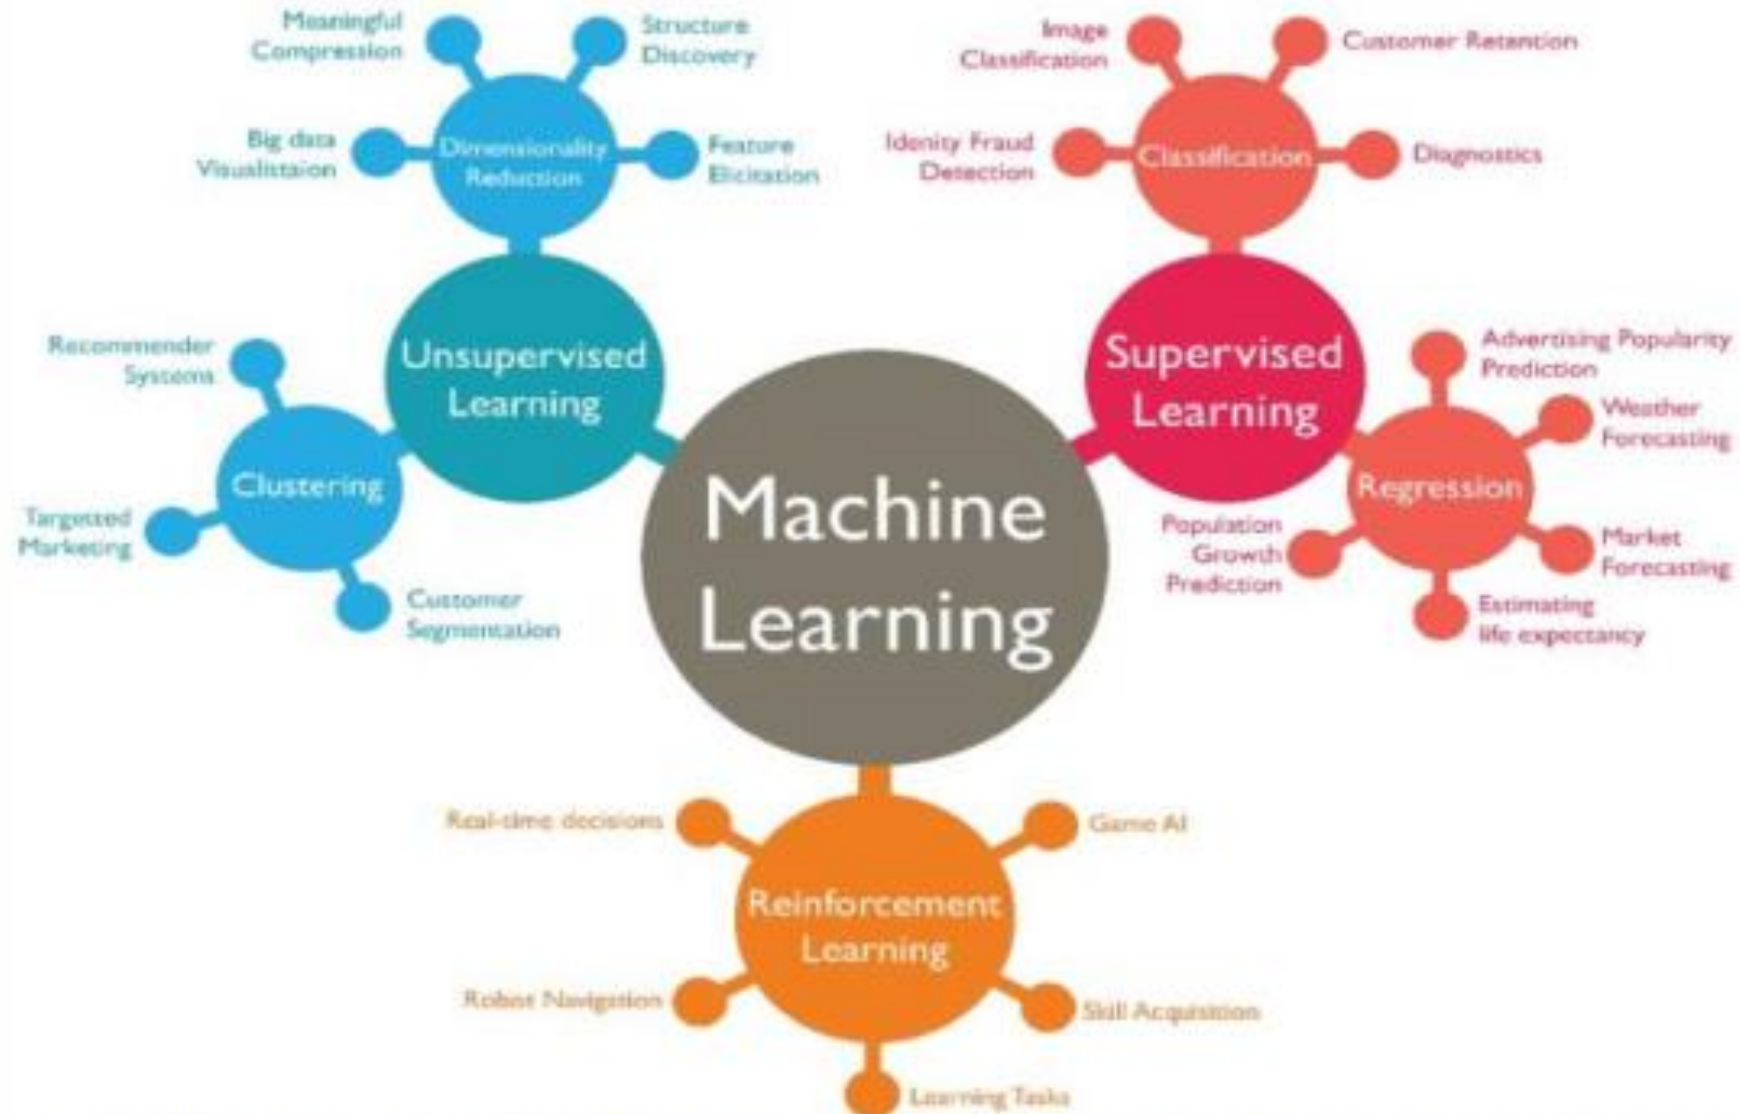 Meaningful
Compression
Structure
Discovery
Big data
Visualistaion
Dimensionality
Reduction
Feature
Elicitation
Image
Classification
Customer Retention
Idenity Fraud
Detection
Classification
Diagnostics
Recommender
Systems
Unsupervised
Learning
Clustering
Targetted
Marketing
Customer
Segmentation
Supervised
Learning
Advertising Popularity
Prediction
Weather
Forecasting
Regression
Population
Growth
Prediction
Market
Forecasting
Estimating
life expectancy
Machine
Learning
Real-time decisions
Game AI
Reinforcement
Learning
Robot Navigation
Skill Acquisition
Learning Tasks